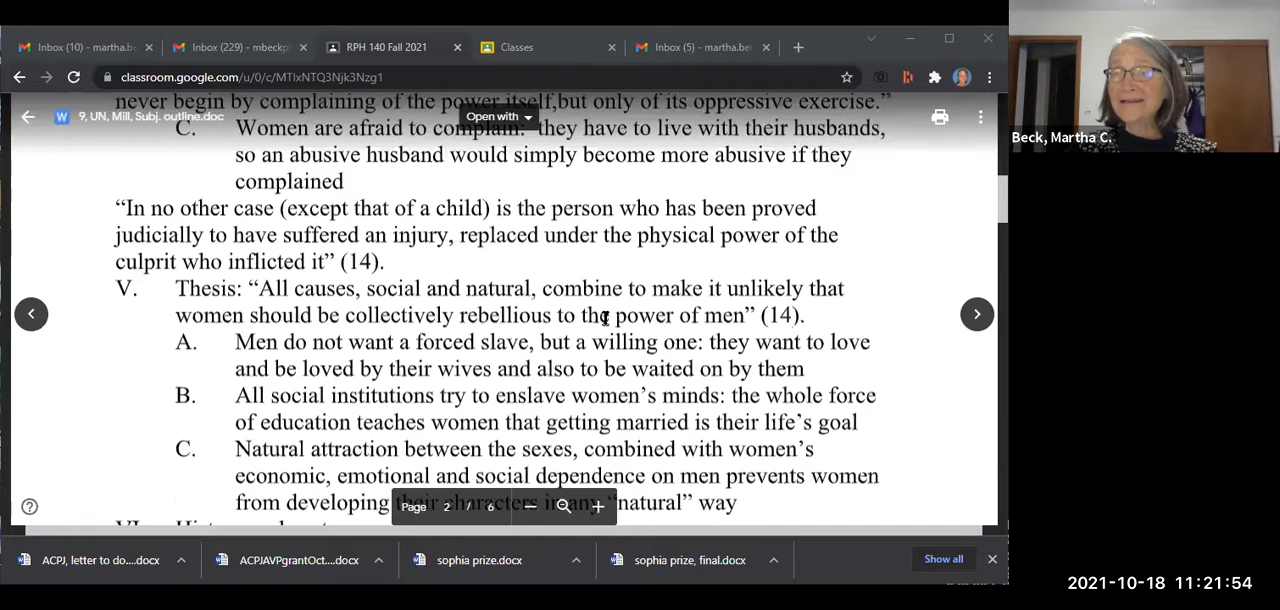 Inbox (10) - martha.b
Inbox (229) - mbeckp
RPH 140 Fall 2021
Classes
Inbox (5) - martha.be
classroom.google.com/u/0/c/MTIxNTQ3Njk3Nzg1
never begin by complaining of the power itself,but only of its oppressive exercise.”
9, UN, Mill, Subj. outline.doc
Open with
C. Women are afraid to complain: they have to live with their husbands,
so an abusive husband would simply become more abusive if they
complained
“In no other case (except that of a child) is the person who has been proved
judicially to have suffered an injury, replaced under the physical power of the
culprit who inflicted it” (14).
V. Thesis: “All causes, social and natural, combine to make it unlikely that
women should be collectively rebellious to the power of men” (14).
A. Men do not want a forced slave, but a willing one: they want to love
and be loved by their wives and also to be waited on by them
B. All social institutions try to enslave women’s minds: the whole force
of education teaches women that getting married is their life’s goal
C. Natural attraction between the sexes, combined with women’s
economic, emotional and social dependence on men prevents women
from developing their characters in any “natural” way
Page 2 / 6
VI.
ACPJ, letter to do....docx
ACPJAVPgrantOct....docx
sophia prize.docx
sophia prize, final.docx
Show all
Beck, Martha C.
2021-10-18 11:21:54